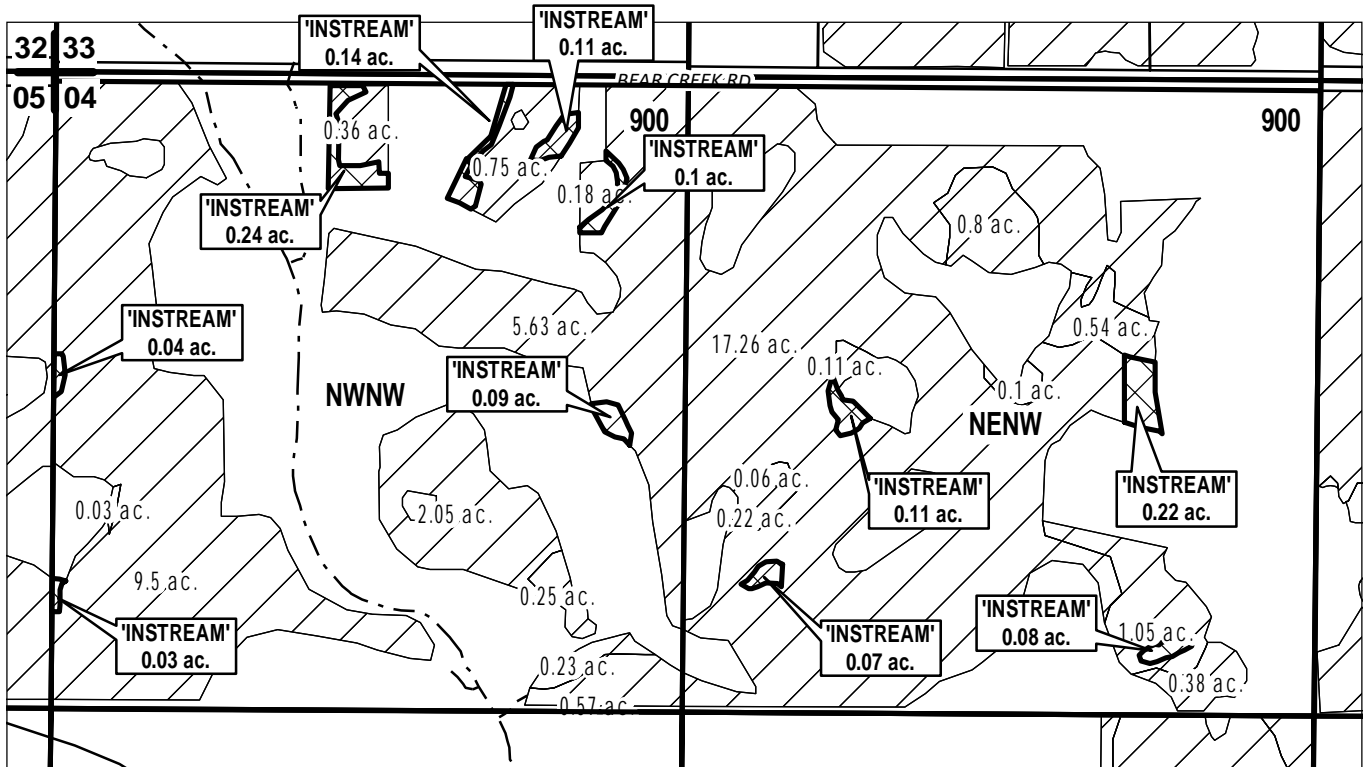 'INSTREAM'
0.14 ac.
'INSTREAM'
0.11 ac.
32 33
05 04
BEAR CREEK RD
900
900
0.36 ac.
0.75 ac.
0.18 ac.
'INSTREAM'
0.1 ac.
'INSTREAM'
0.24 ac.
0.8 ac.
'INSTREAM'
0.04 ac.
5.63 ac.
17.26 ac.
0.54 ac.
0.11 ac.
'INSTREAM'
0.09 ac.
NWNW
0.1 ac.
NENW
0.06 ac.
0.22 ac.
'INSTREAM'
0.11 ac.
'INSTREAM'
0.22 ac.
0.03 ac.
2.05 ac.
9.5 ac.
0.25 ac.
'INSTREAM'
0.03 ac.
'INSTREAM'
0.07 ac.
'INSTREAM'
0.08 ac.
1.05 ac.
0.23 ac.
0.38 ac.
0.57 ac.